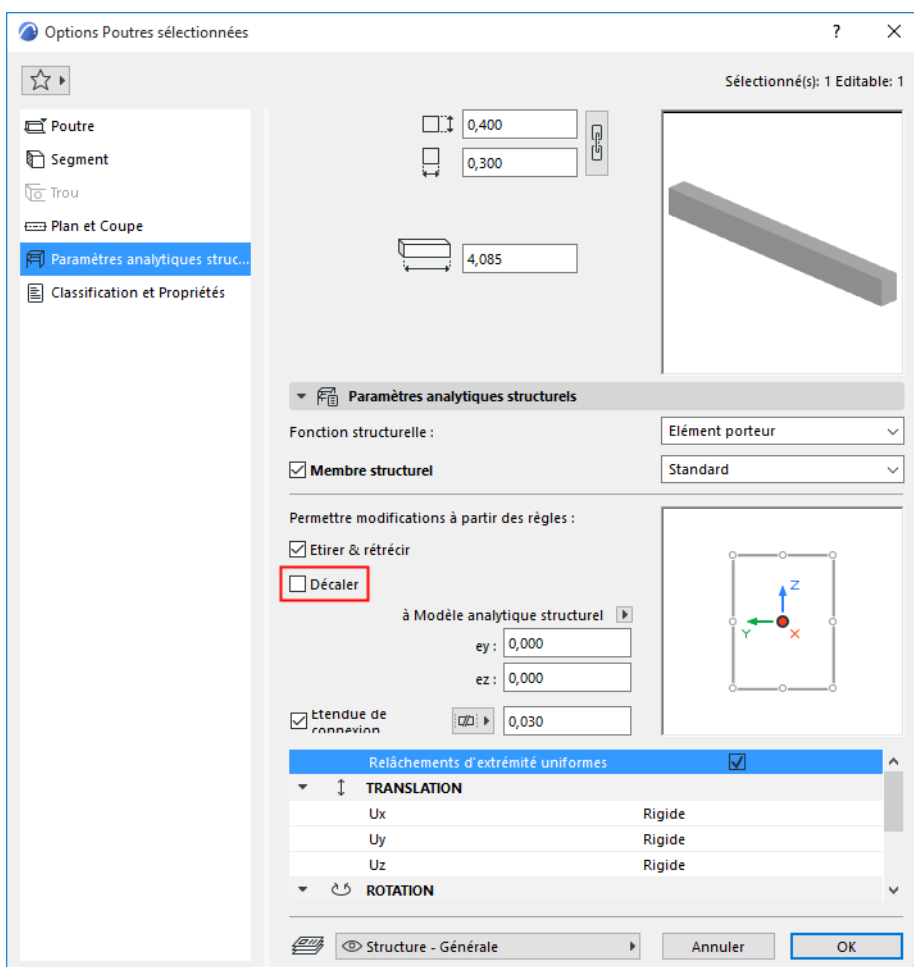 Options Poutres sélectionnées ? 
Sélectionné(s): 1 Editable: 1
Poutre
Segment
Trou
Plan et Coupe
Paramètres analytiques struc...
Classification et Propriétés
0,400
0,300
4,085
Paramètres analytiques structurels
Fonction structurelle : Elément porteur
Membre structurel Standard
Permettre modifications à partir des règles :
Etirer & rétrécir
Décaler
à Modèle analytique structurel
ey : 0,000
ez : 0,000
Z
Y X
Etendue de
connexion
0,030
Relâchements d'extrémité uniformes
TRANSLATION
Ux Rigide
Uy Rigide
Uz Rigide
ROTATION
Structure - Générale Annuler OK